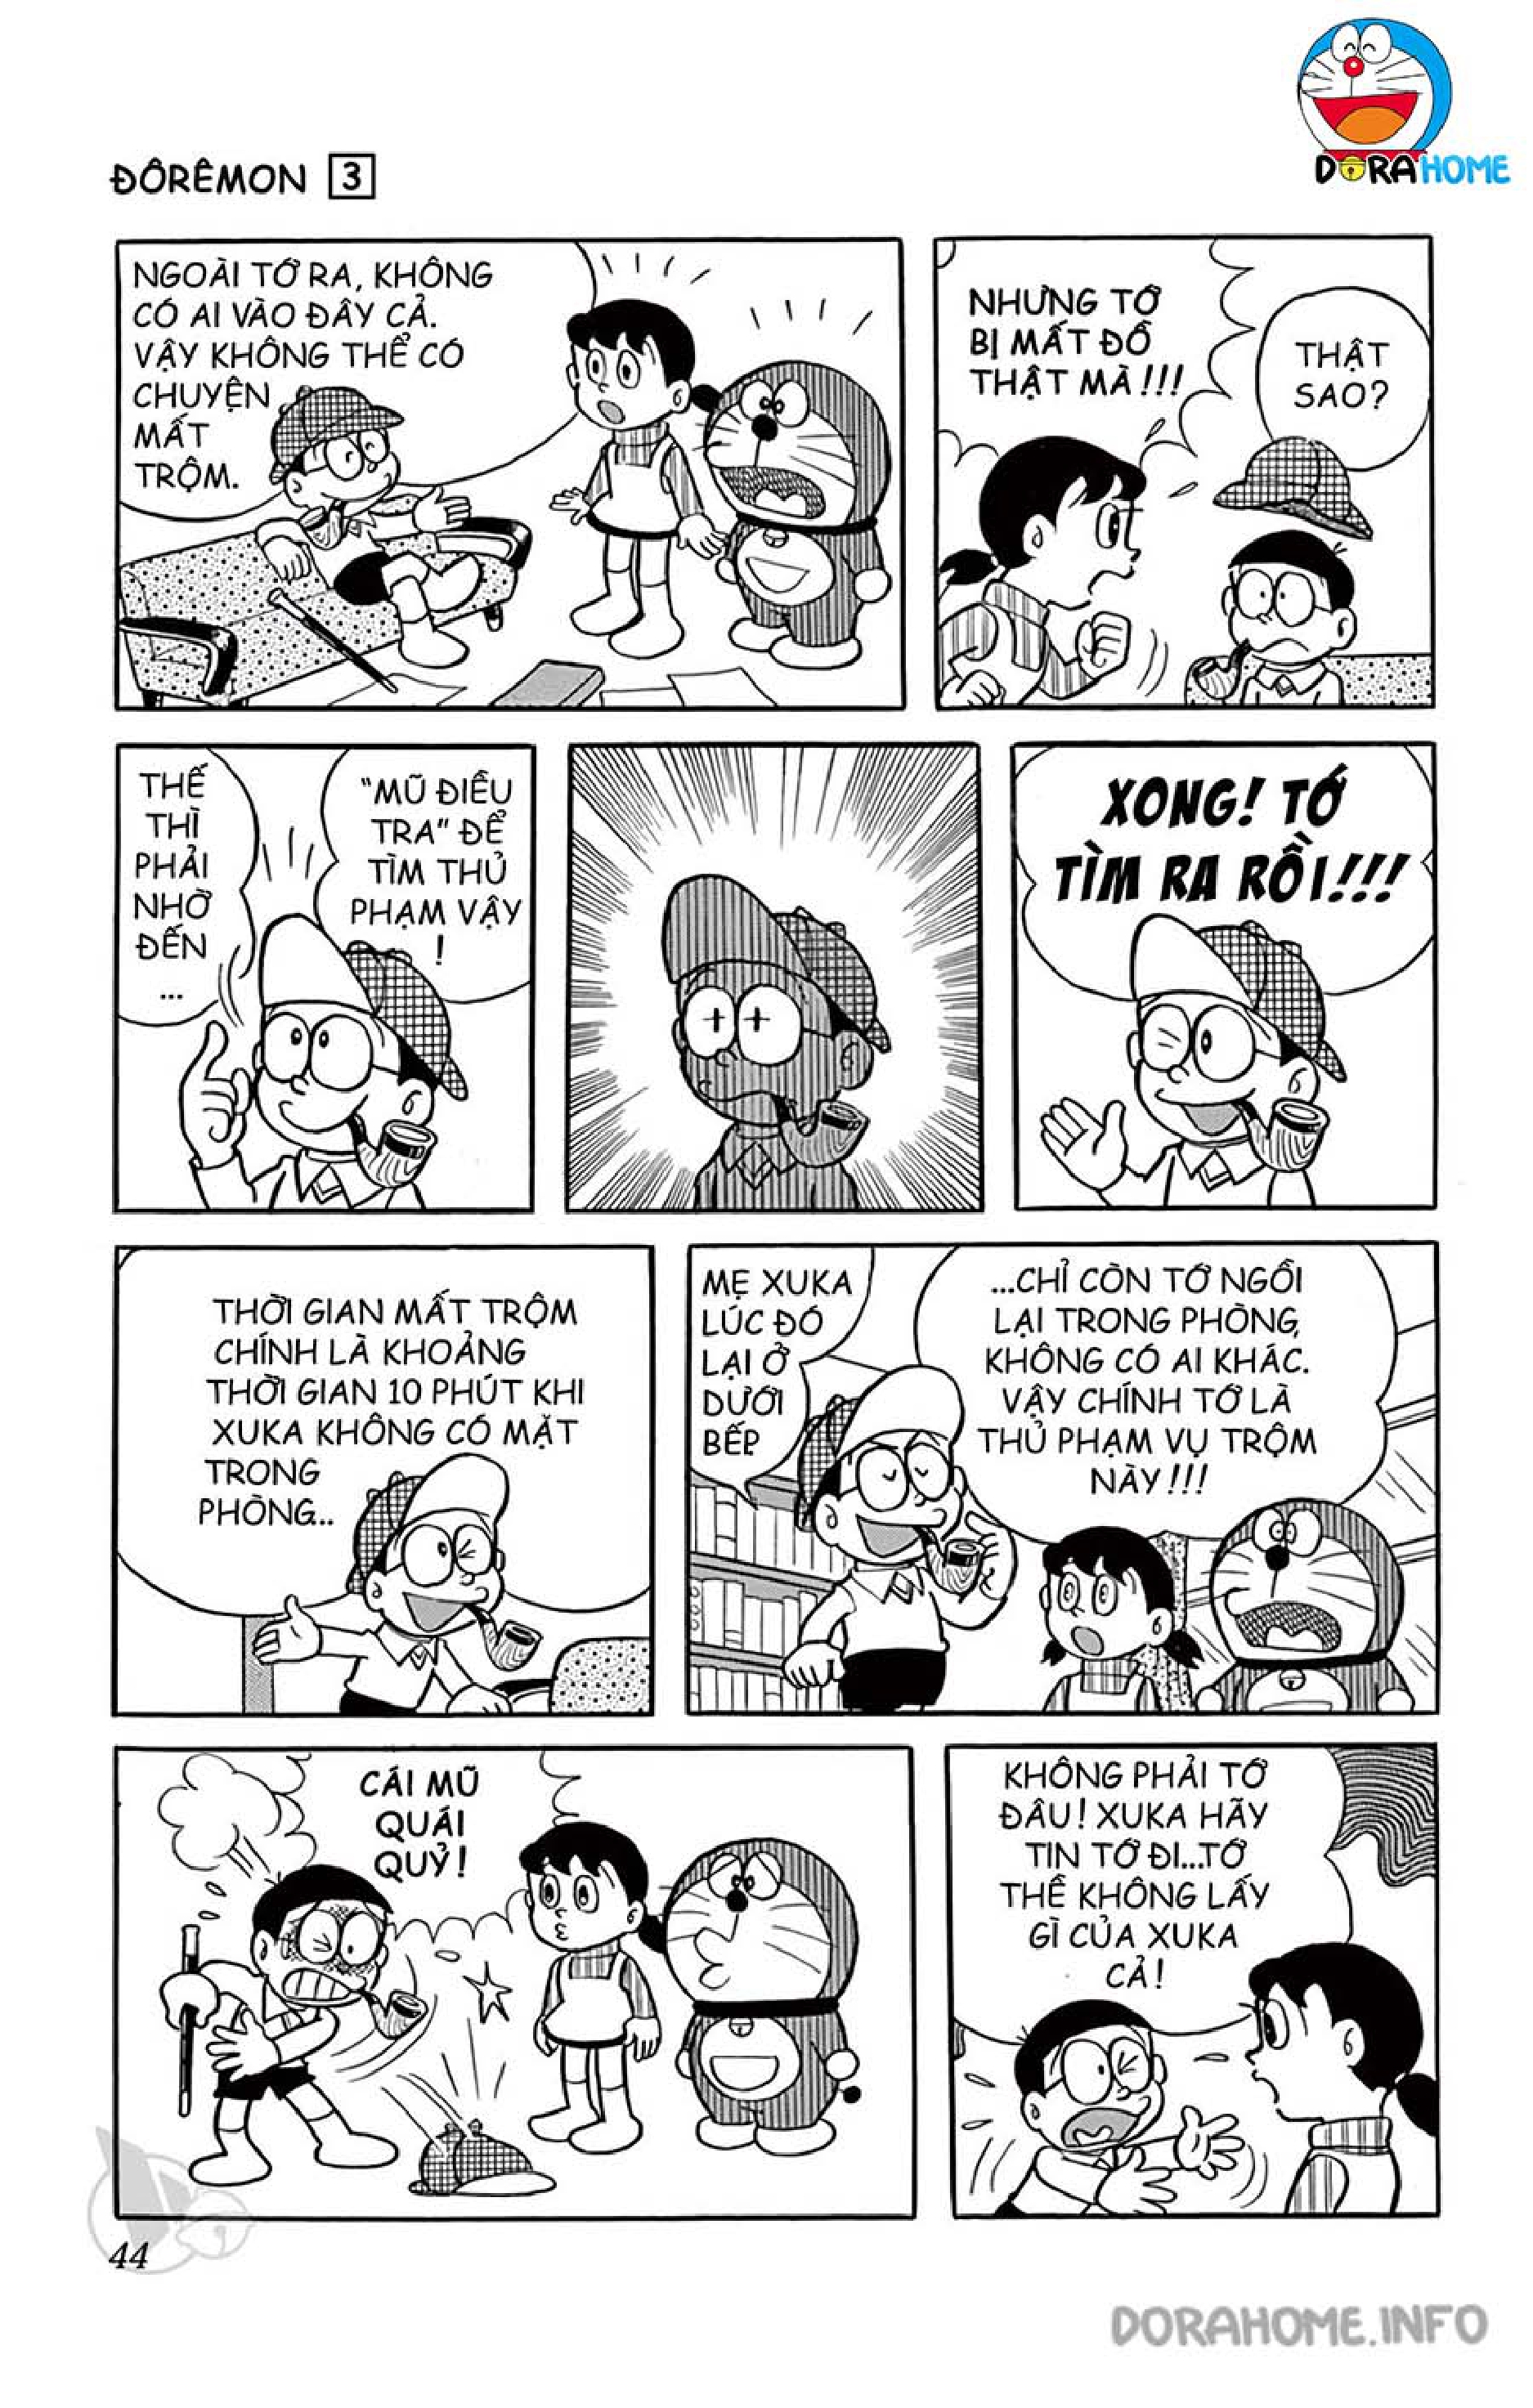 DORAHOME
ĐÔRÊMON 3
NGOÀI TỚ RA, KHÔNG
CÓ AI VÀO ĐÂY CẢ.
VẬY KHÔNG THỂ CÓ
CHUYỆN
MẤT
TRỘM.
NHƯNG TỚ
BỊ MẤT ĐỒ
THẬT MÀ!!!
THẬT
SAO?
THẾ
THÌ
PHẢI
NHỜ
ĐẾN
...
“MŨ ĐIỀU
TRA” ĐỂ
TÌM THỦ
PHẠM VẬY
!
XONG! TỚ
TÌM RA RỒI!!!
THỜI GIAN MẤT TRỘM
CHÍNH LÀ KHOẢNG
THỜI GIAN 10 PHÚT KHI
XUKA KHÔNG CÓ MẶT
TRONG
PHÒNG...
MẸ XUKA
LÚC ĐÓ
LẠI Ở
DƯỚI
BẾP.
...CHỈ CÒN TỚ NGỒI
LẠI TRONG PHÒNG,
KHÔNG CÓ AI KHÁC.
VẬY CHÍNH TỚ LÀ
THỦ PHẠM VỤ TRỘM
NÀY!!!
CÁI MŨ
QUÁI
QUỶ!
KHÔNG PHẢI TỚ
ĐÂU! XUKA HÃY
TIN TỚ ĐI...TỚ
THỀ KHÔNG LẤY
GÌ CỦA XUKA
CẢ!
44
DORAHOME.INFO